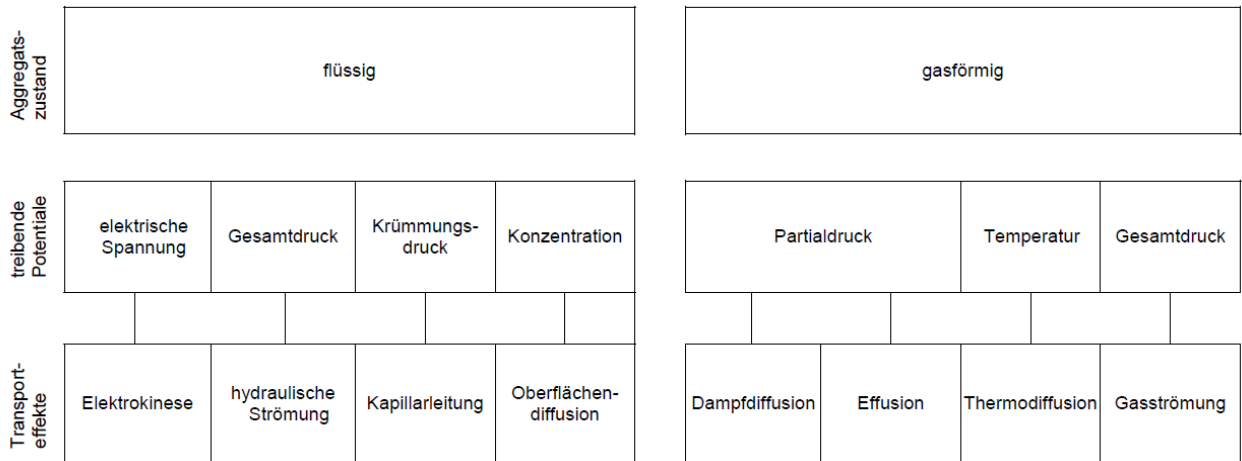 Aggregats-
zustand
flüssig
gasförmig
treibende
Potentiale
elektrische
Spannung
Gesamtdruck
Krümmungs-
druck
Konzentration
Partialdruck
Temperatur
Gesamtdruck
Transport-
effekte
Elektrokinese
hydraulische
Strömung
Kapillarleitung
Oberflächen-
diffusion
Dampfdiffusion
Effusion
Thermodiffusion
Gasströmung